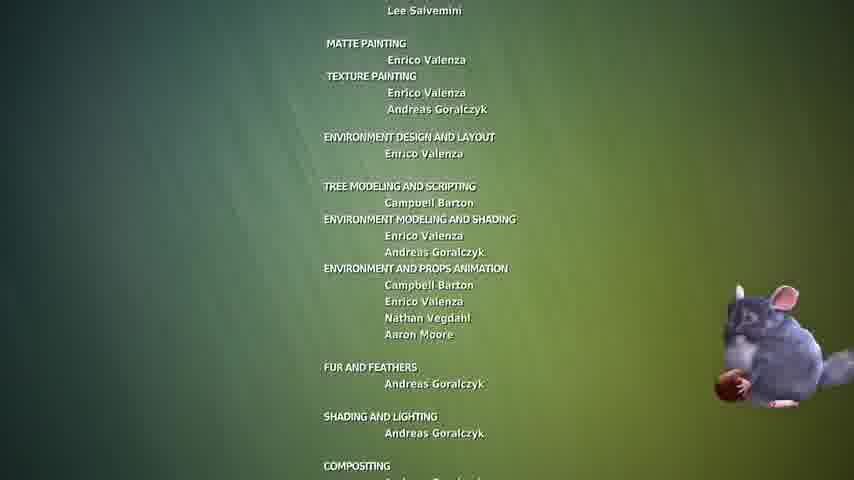 Lee Salvemini
MATTE PAINTING
Enrico Valenza
TEXTURE PAINTING
Enrico Valenza
Andreas Goralczyk
ENVIRONMENT DESIGN AND LAYOUT
Enrico Valenza
TREE MODELING AND SCRIPTING
Campbell Barton
ENVIRONMENT MODELING AND SHADING
Enrico Valenza
Andreas Goralczyk
ENVIRONMENT AND PROPS ANIMATION
Campbell Barton
Enrico Valenza
Nathan Vegdahl
Aaron Moore
FUR AND FEATHERS
Andreas Goralczyk
SHADING AND LIGHTING
Andreas Goralczyk
COMPOSITING